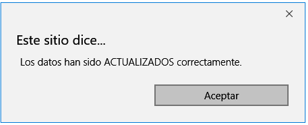 Este sitio dice...
Los datos han sido ACTUALIZADOS correctamente.
Aceptar